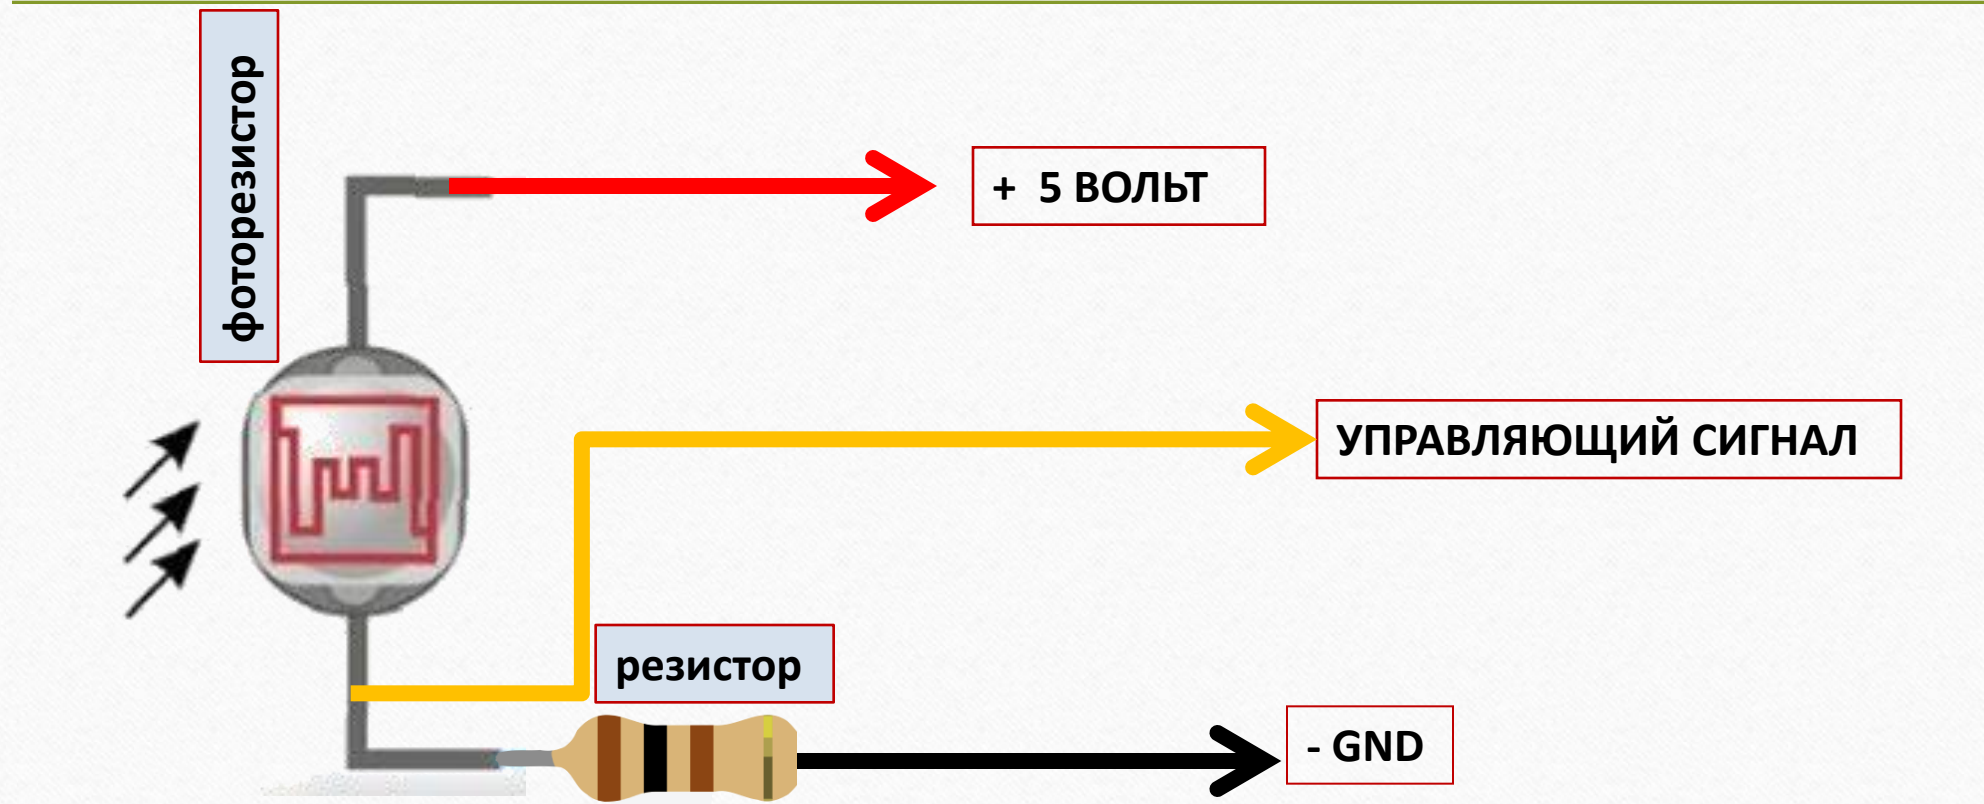 фоторезистор
+ 5 ВОЛЬТ
УПРАВЛЯЮЩИЙ СИГНАЛ
резистор
- GND